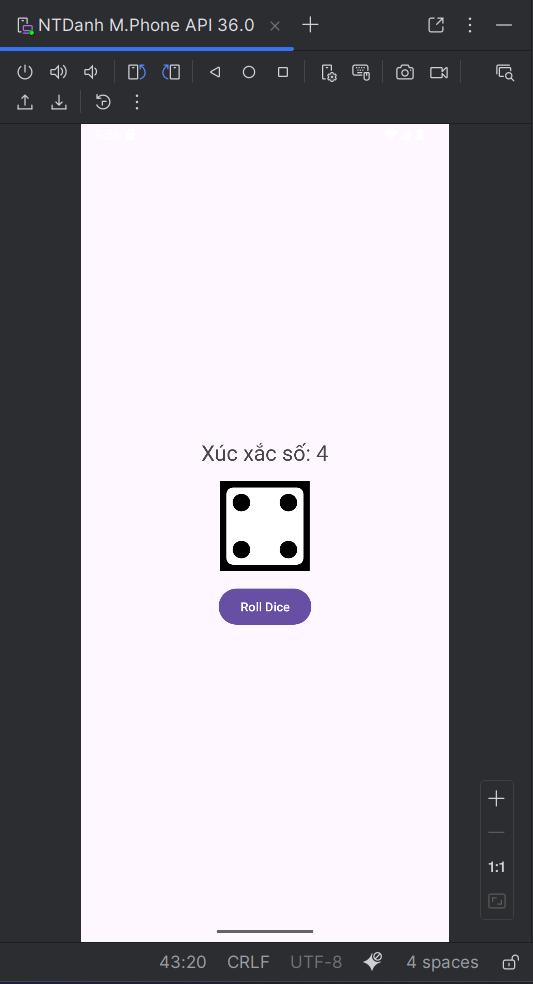 NTDanh M.Phone API 36.0
1:1
Xúc xắc số: 4
Roll Dice
43:20 CRLF UTF-8 4 spaces